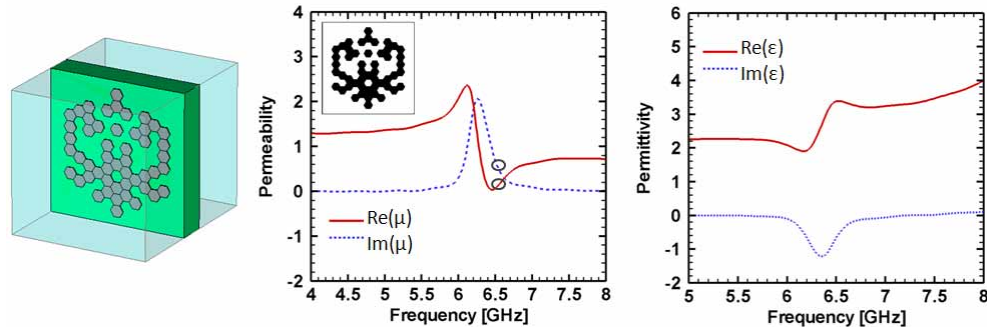 4
3
2
1
0
-1
-2
Permeability
Re(μ)
Im(μ)
4 4.5 5 5.5 6 6.5 7 7.5 8
Frequency [GHz]
6
5
4
3
2
1
0
-1
-2
Permittivity
Re(ε)
Im(ε)
5 5.5 6 6.5 7 7.5 8
Frequency [GHz]